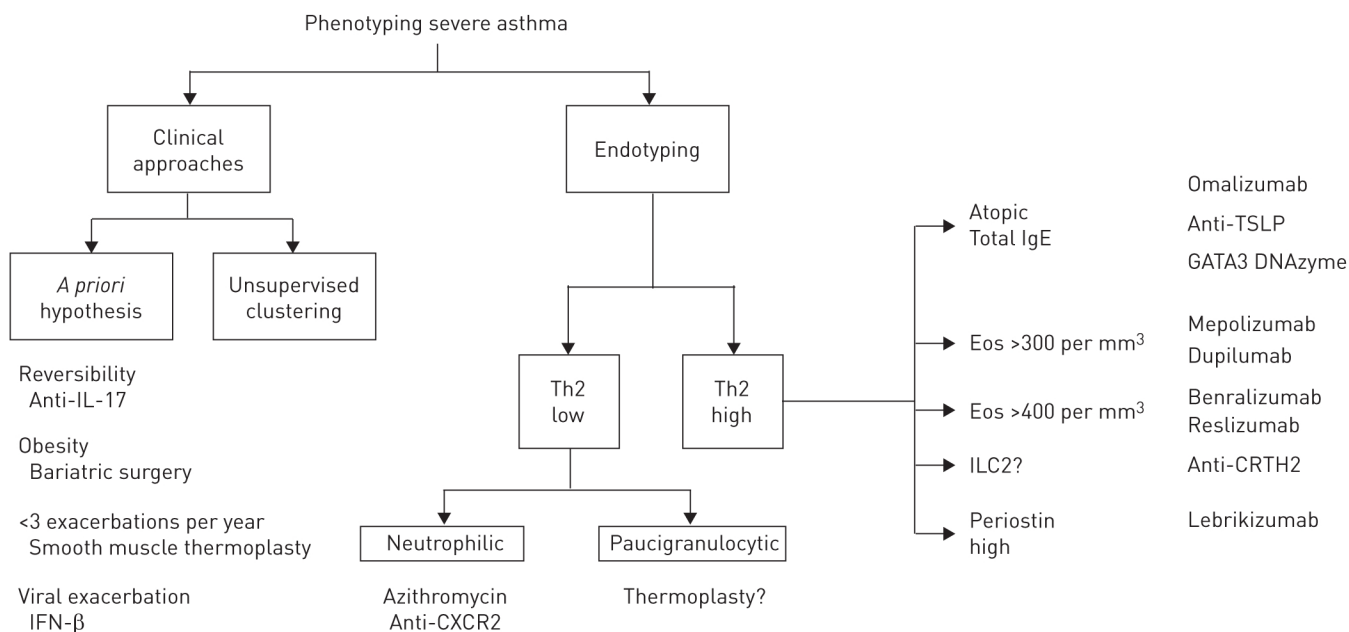 Phenotyping severe asthma
Clinical
approaches
Endotyping
A priori
hypothesis
Unsupervised
clustering
Reversibility
Anti-IL-17
Obesity
Bariatric surgery
<3 exacerbations per year
Smooth muscle thermoplasty
Viral exacerbation
IFN-β
Th2
low
Th2
high
Neutrophilic
Paucigranulocytic
Azithromycin
Anti-CXCR2
Thermoplasty?
Atopic
Total IgE
Omalizumab
Anti-TSLP
GATA3 DNAzyme
Eos >300 per mm³
Mepolizumab
Dupilumab
Eos >400 per mm³
Benralizumab
Reslizumab
ILC2?
Anti-CRTH2
Periostin
high
Lebrikizumab